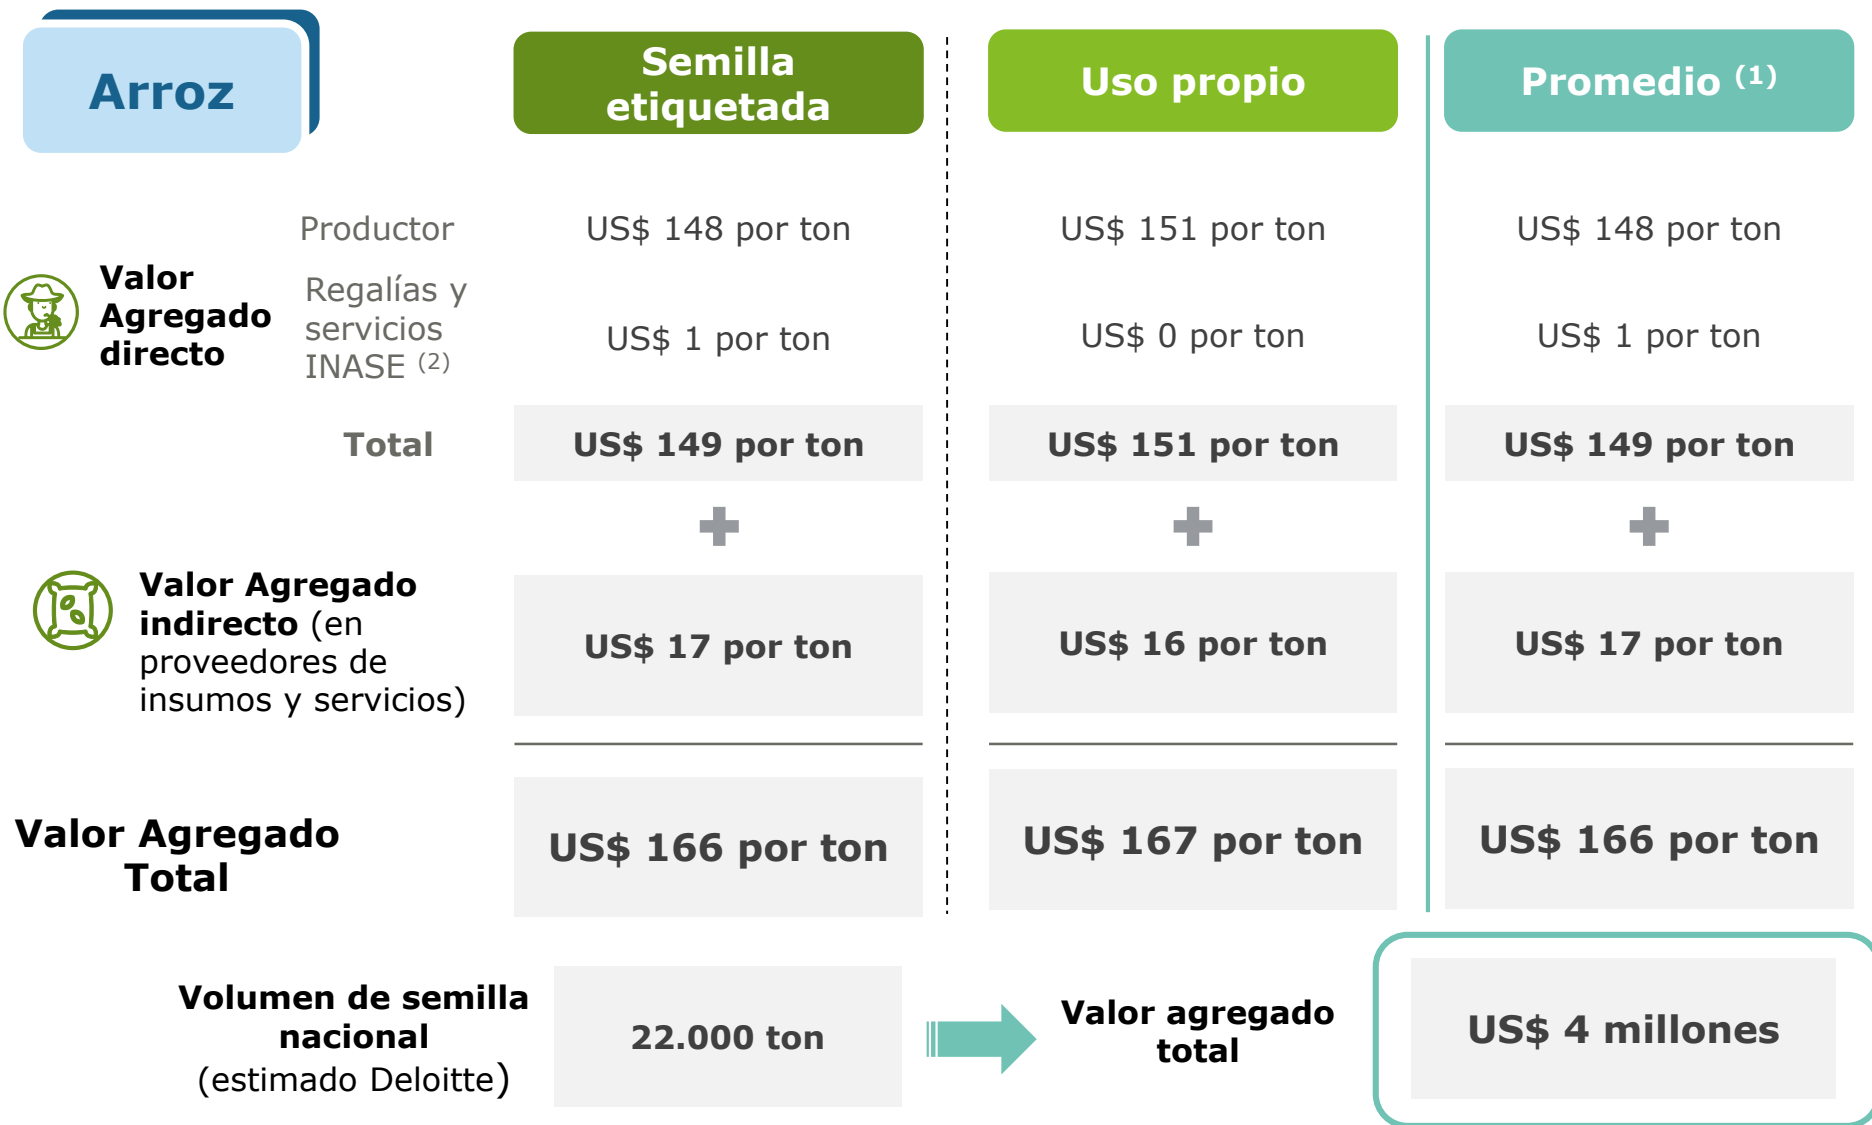 Arroz
Semilla
etiquetada
Uso propio
Promedio (1)
Valor
Agregado
directo
Productor
US$ 148 por ton
US$ 151 por ton
US$ 148 por ton
Regalías y
servicios
INASE (2)
US$ 1 por ton
US$ 0 por ton
US$ 1 por ton
Total
US$ 149 por ton
US$ 151 por ton
US$ 149 por ton
Valor Agregado
indirecto (en
proveedores de
insumos y servicios)
US$ 17 por ton
US$ 16 por ton
US$ 17 por ton
Valor Agregado
Total
US$ 166 por ton
US$ 167 por ton
US$ 166 por ton
Volumen de semilla
nacional
(estimado Deloitte)
22.000 ton
Valor agregado
total
US$ 4 millones